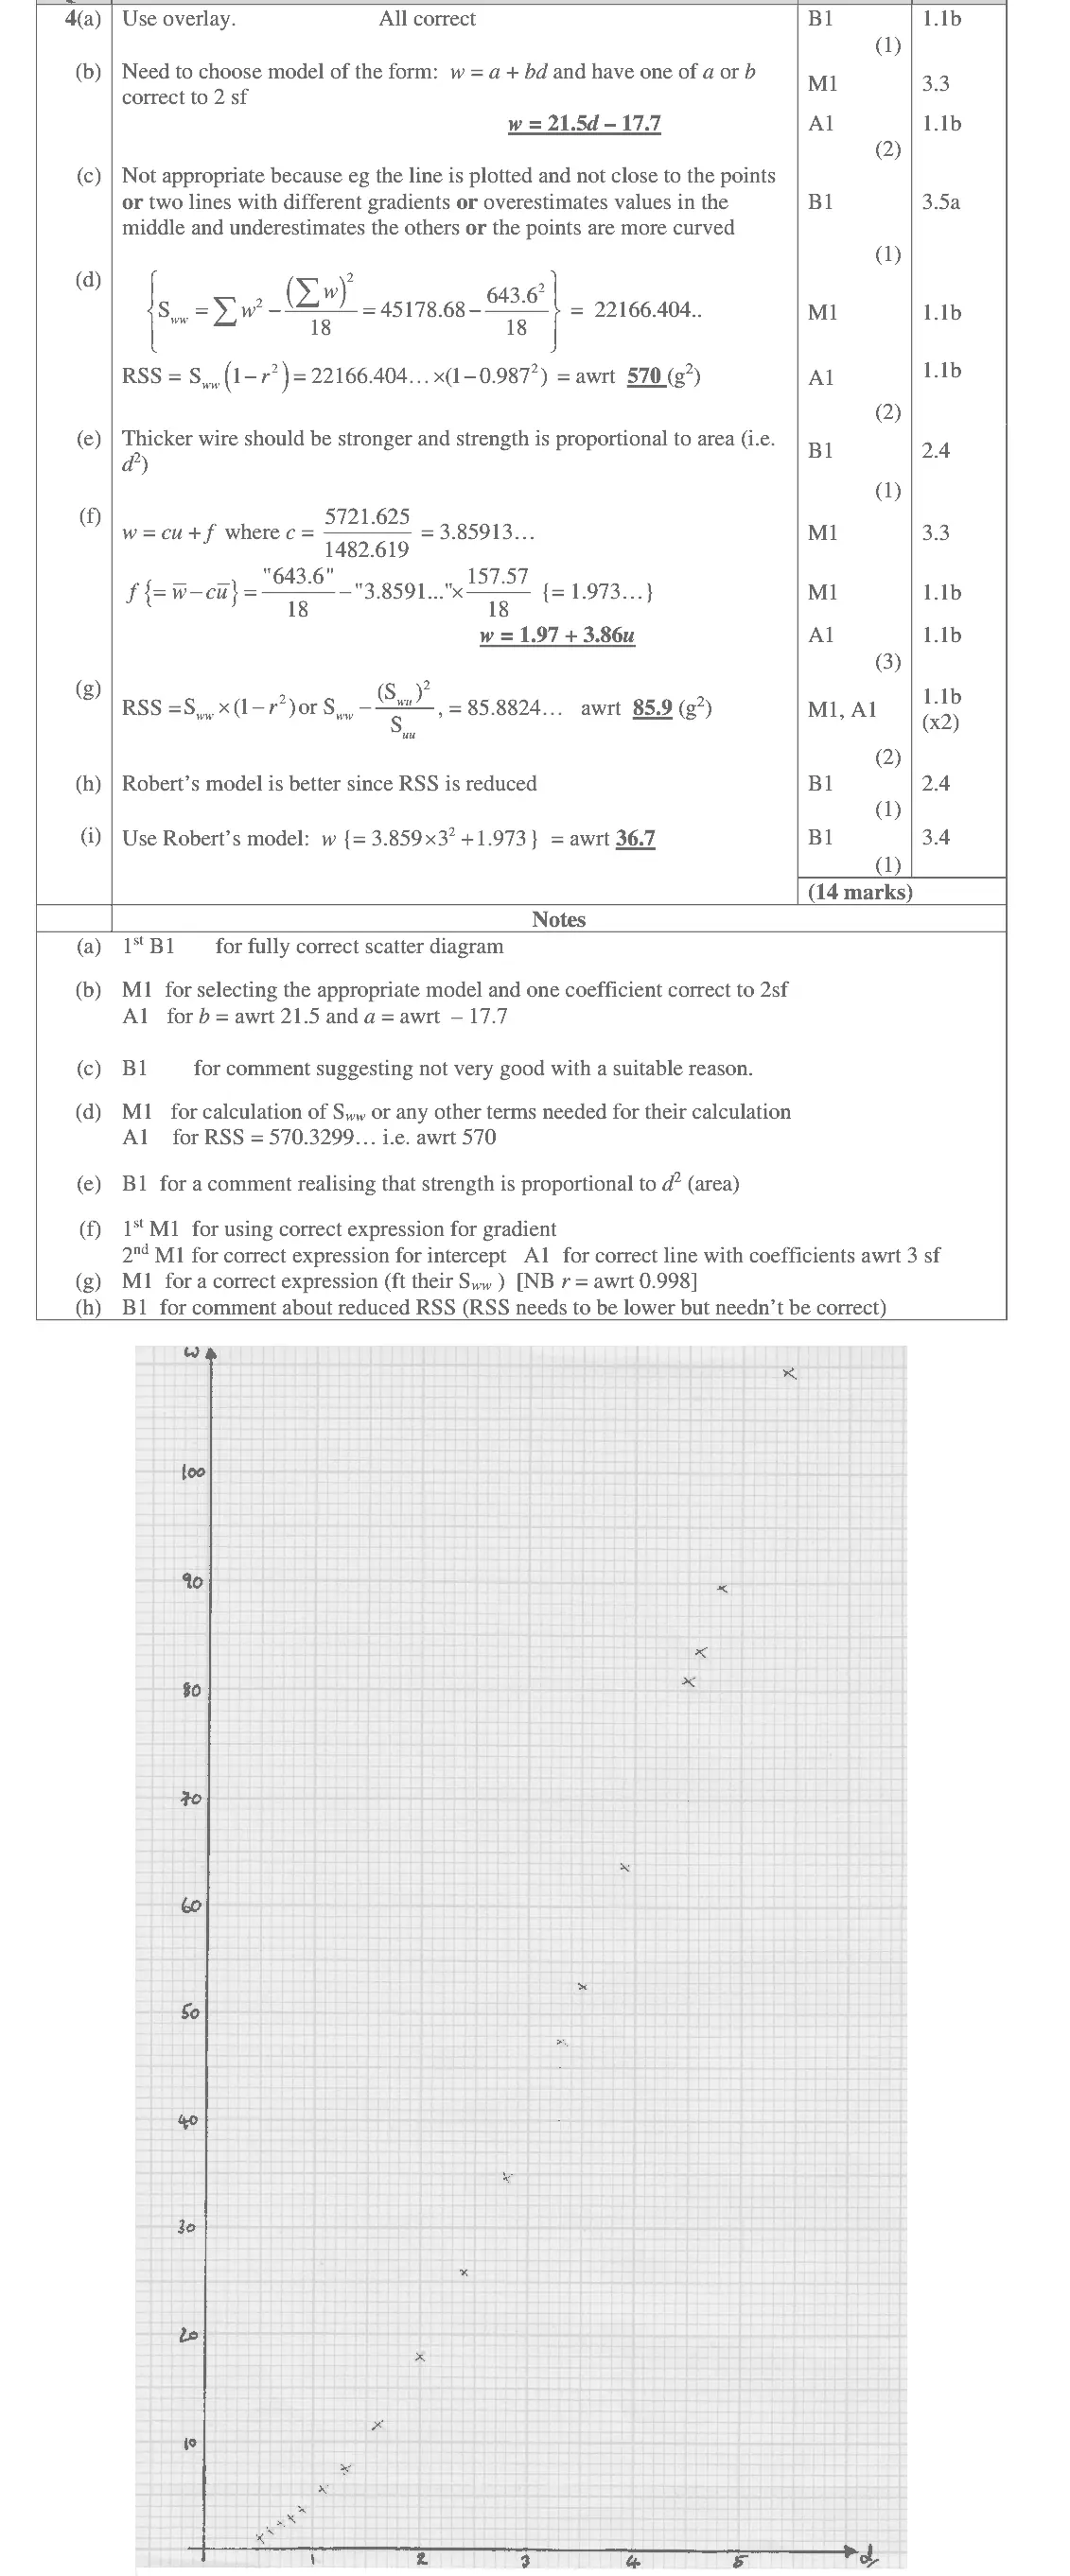 4(a) Use overlay. All correct B1 1.1b
(1)
(b) Need to choose model of the form: w = a + bd and have one of a or b
correct to 2 sf M1 3.3
w = 21.5d – 17.7 A1 1.1b
(2)
(c) Not appropriate because eg the line is plotted and not close to the points
or two lines with different gradients or overestimates values in the B1 3.5a
middle and underestimates the others or the points are more curved
(1)
(d) {S_ww = ∑w² − (∑w)²/18 = 45178.68 − 643.6²/18} = 22166.404.. M1 1.1b
RSS = S_ww (1 − r²) = 22166.404… ×(1 − 0.987²) = awrt 570 (g²) A1 1.1b
(2)
(e) Thicker wire should be stronger and strength is proportional to area (i.e. B1 2.4
d²)
(1)
(f) w = cu + f where c = 5721.625/1482.619 = 3.85913… M1 3.3
f {= w̄ − cū} = "643.6"/18 − "3.8591..."× 157.57/18 {= 1.973…} M1 1.1b
w = 1.97 + 3.86u A1 1.1b
(3)
(g) RSS = S_ww × (1 − r²) or S_ww − (S_wu)²/S_uu , = 85.8824… awrt 85.9 (g²) M1, A1 1.1b
(x2)
(2)
(h) Robert's model is better since RSS is reduced B1 2.4
(1)
(i) Use Robert's model: w {= 3.859×3² +1.973 } = awrt 36.7 B1 3.4
(1)
(14 marks)
Notes
(a) 1st B1 for fully correct scatter diagram
(b) M1 for selecting the appropriate model and one coefficient correct to 2sf
A1 for b = awrt 21.5 and a = awrt – 17.7
(c) B1 for comment suggesting not very good with a suitable reason.
(d) M1 for calculation of S_ww or any other terms needed for their calculation
A1 for RSS = 570.3299… i.e. awrt 570
(e) B1 for a comment realising that strength is proportional to d² (area)
(f) 1st M1 for using correct expression for gradient
2nd M1 for correct expression for intercept A1 for correct line with coefficients awrt 3 sf
(g) M1 for a correct expression (ft their S_ww ) [NB r = awrt 0.998]
(h) B1 for comment about reduced RSS (RSS needs to be lower but needn't be correct)
w
100
90
80
70
60
50
40
30
20
10
1 2 3 4 5 d